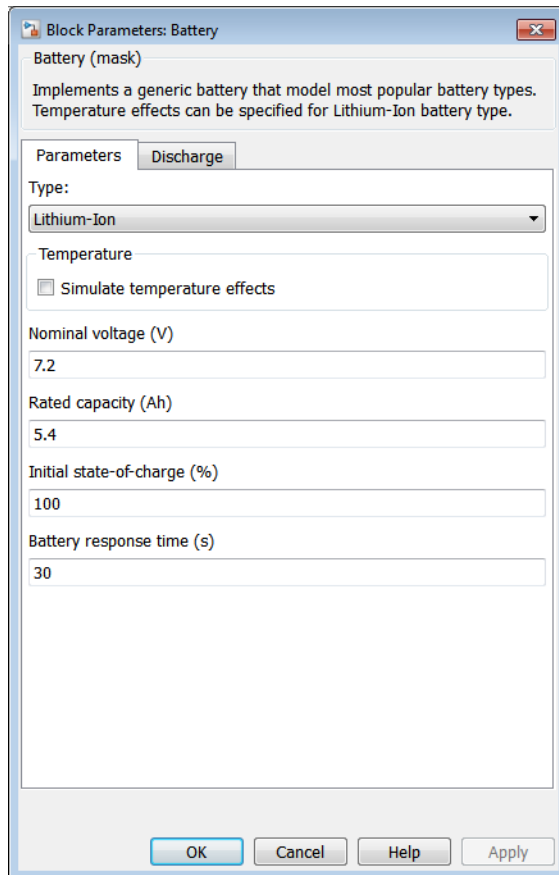 Block Parameters: Battery
Battery (mask)
Implements a generic battery that model most popular battery types.
Temperature effects can be specified for Lithium-Ion battery type.
Parameters
Discharge
Type:
Lithium-Ion
Temperature
Simulate temperature effects
Nominal voltage (V)
7.2
Rated capacity (Ah)
5.4
Initial state-of-charge (%)
100
Battery response time (s)
30
OK
Cancel
Help
Apply